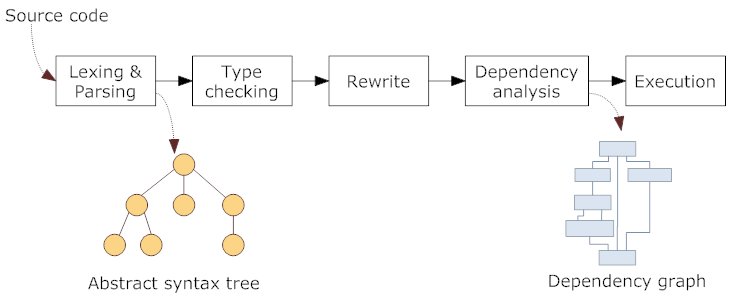 Source code
Lexing &
Parsing
Type
checking
Rewrite
Dependency
analysis
Execution
Abstract syntax tree
Dependency graph